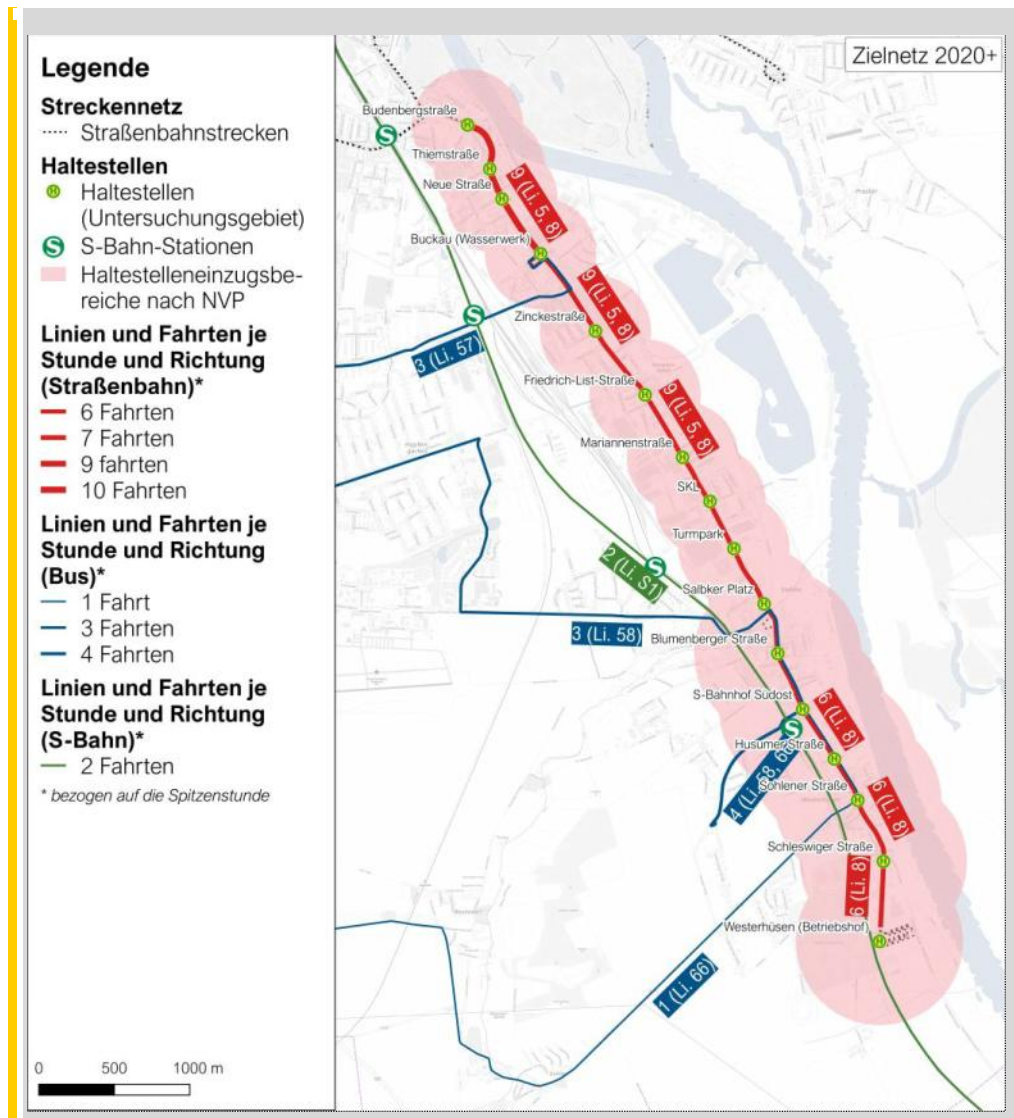 Legende
Streckennetz
Straßenbahnstrecken
Haltestellen
Haltestellen
(Untersuchungsgebiet)
S-Bahn-Stationen
Haltestelleneinzugsbe-
reiche nach NVP
Linien und Fahrten je
Stunde und Richtung
(Straßenbahn)*
6 Fahrten
7 Fahrten
9 fahrten
10 Fahrten
Linien und Fahrten je
Stunde und Richtung
(Bus)*
1 Fahrt
3 Fahrten
4 Fahrten
Linien und Fahrten je
Stunde und Richtung
(S-Bahn)*
2 Fahrten
* bezogen auf die Spitzenstunde
0 500 1000 m
Zielnetz 2020+
Budenbergstraße
Thiemstraße
Neue Straße
9 (Li. 5, 8)
Buckau (Wasserwerk)
9 (Li. 5, 8)
Zinckestraße
3 (Li. 57)
Friedrich-List-Straße
9 (Li. 5, 8)
Mariannenstraße
SKL
Turmpark
2 (Li. S1)
Salbker Platz
3 (Li. 58)
Blumenberger Straße
S-Bahnhof Südost
6 (Li. 8)
Husumer Straße
4 (Li. 58, 66)
Sohlener Straße
6 (Li. 8)
Schleswiger Straße
6 (Li. 8)
Westerhüsen (Betriebshof)
1 (Li. 66)